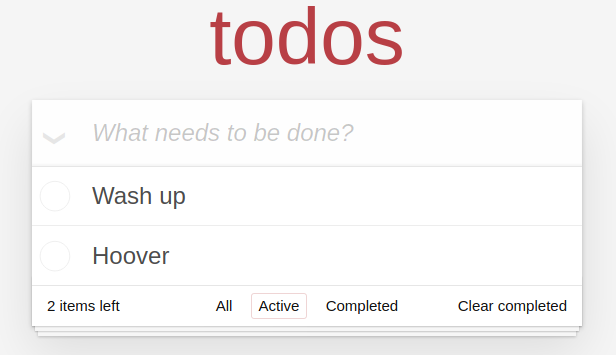 todos
What needs to be done?
Wash up
Hoover
2 items left All Active Completed Clear completed